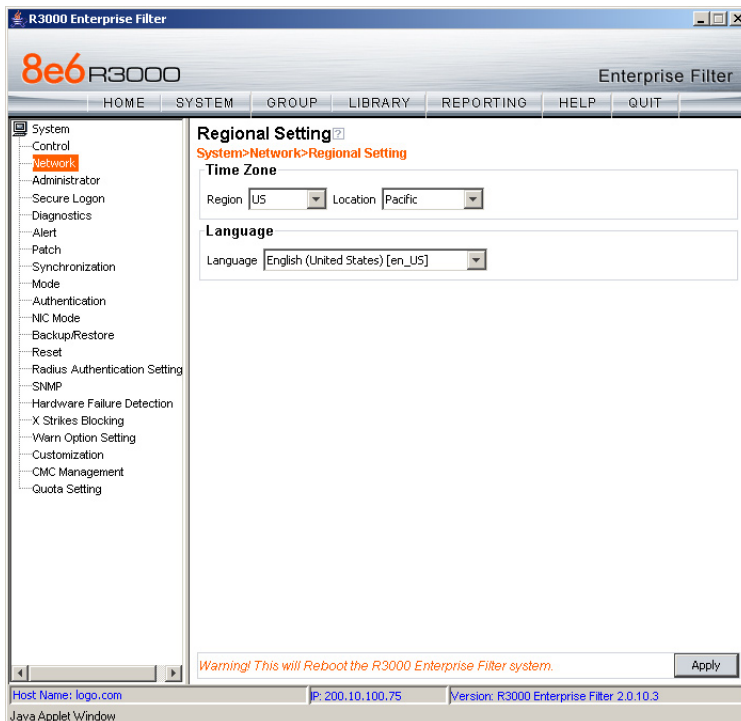 R3000 Enterprise Filter
8e6 R3000
Enterprise Filter
HOME SYSTEM GROUP LIBRARY REPORTING HELP QUIT
System
Control
Network
Administrator
Secure Logon
Diagnostics
Alert
Patch
Synchronization
Mode
Authentication
NIC Mode
Backup/Restore
Reset
Radius Authentication Setting
SNMP
Hardware Failure Detection
X Strikes Blocking
Warn Option Setting
Customization
CMC Management
Quota Setting
Regional Setting ?
System>Network>Regional Setting
Time Zone
Region US Location Pacific
Language
Language English (United States) [en_US]
Warning! This will Reboot the R3000 Enterprise Filter system. Apply
Host Name: logo.com IP: 200.10.100.75 Version: R3000 Enterprise Filter 2.0.10.3
Java Applet Window